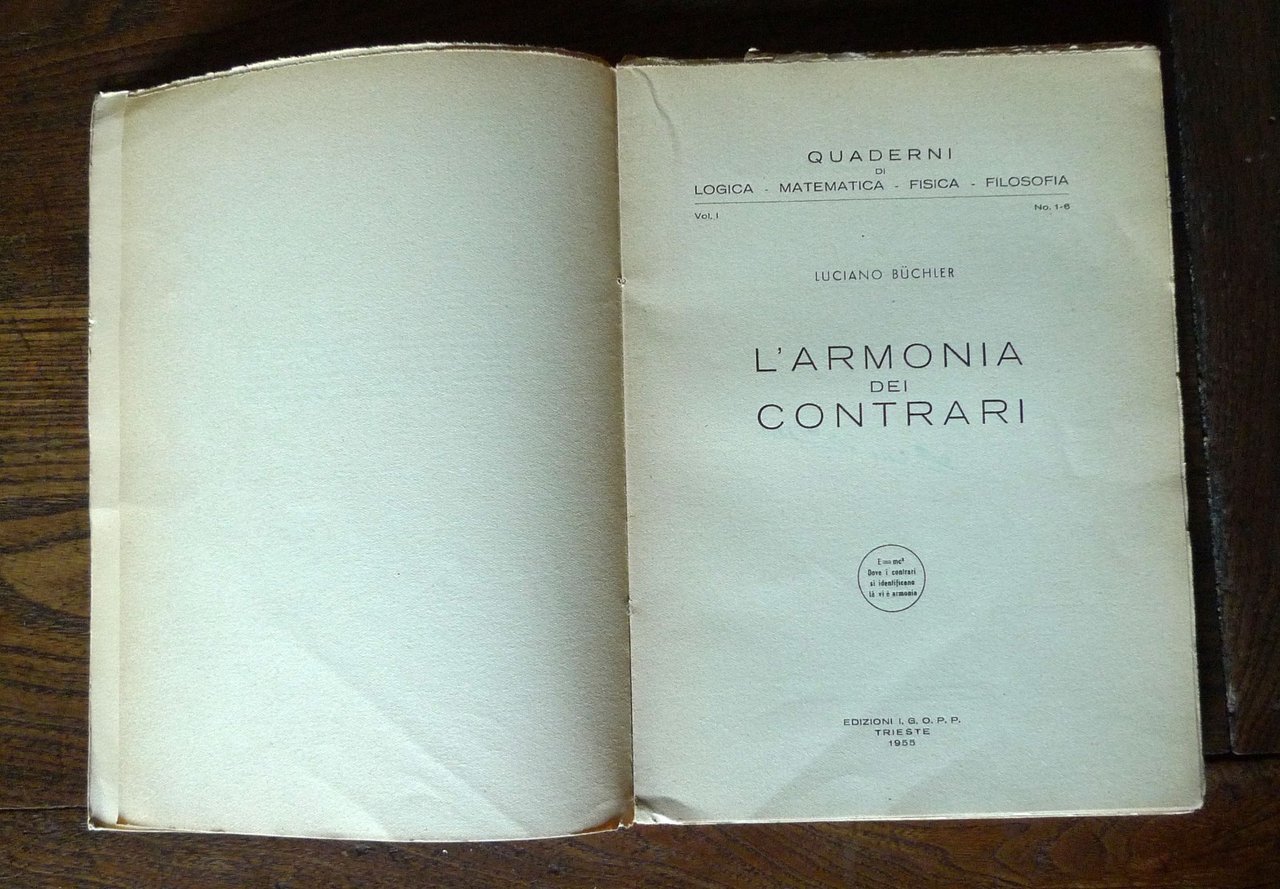 QUADERNI
DI
LOGICA - MATEMATICA - FISICA - FILOSOFIA
Vol. I No. 1-6
LUCIANO BÜCHLER
L'ARMONIA
DEI
CONTRARI
E = mc²
Dove i contrari
si identificano
là vi è armonia
EDIZIONI I. G. O. P. P.
TRIESTE
1955